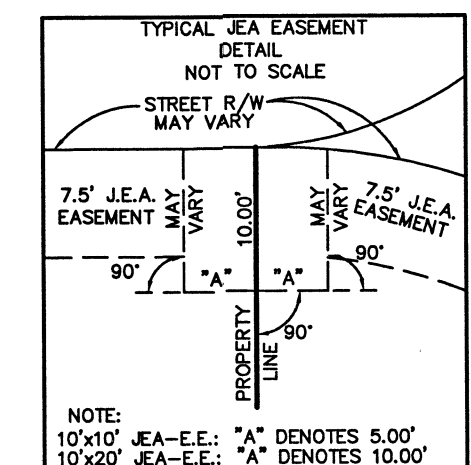 TYPICAL JEA EASEMENT
DETAIL
NOT TO SCALE
STREET R/W
MAY VARY
7.5' J.E.A.
EASEMENT
MAY
VARY
10.00'
MAY
VARY
7.5' J.E.A.
EASEMENT
90°
"A"
"A"
90°
90°
PROPERTY
LINE
NOTE:
10'x10' JEA-E.E.: "A" DENOTES 5.00'
10'x20' JEA-E.E.: "A" DENOTES 10.00'